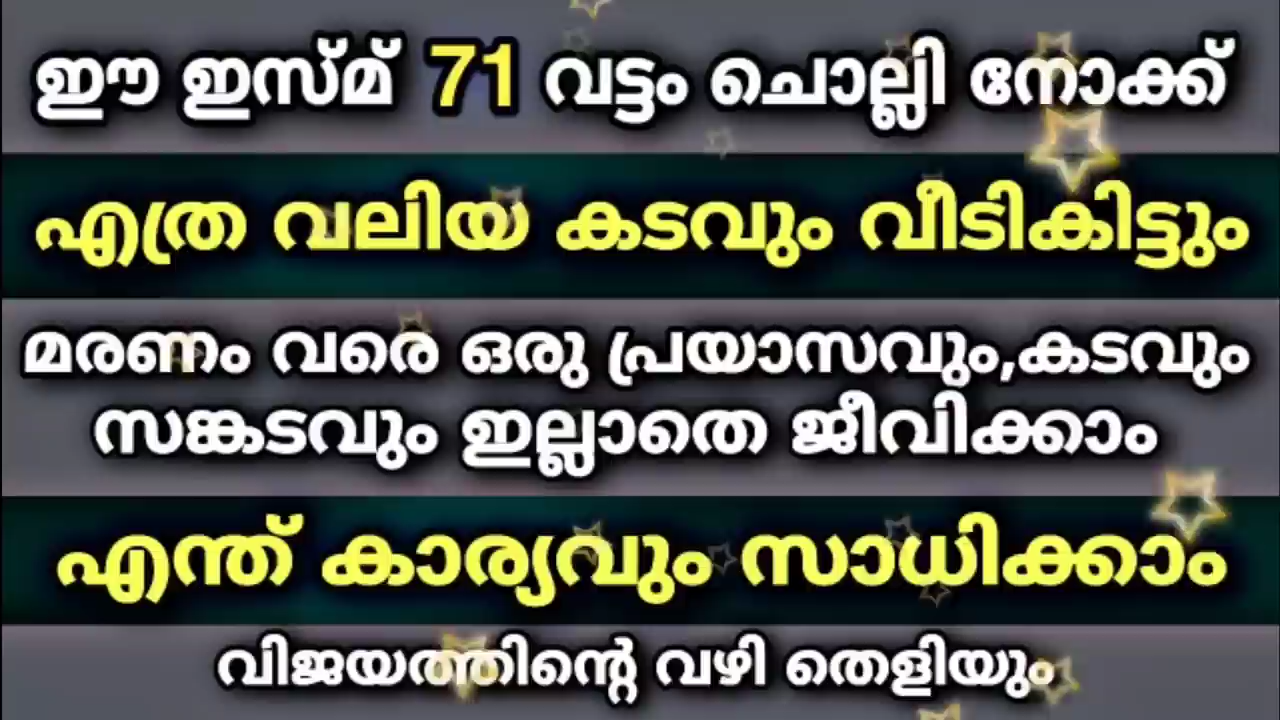 ഈ ഇസ്മ് 71 വട്ടം ചൊല്ലി നോക്ക്
എത്ര വലിയ കടവും വീടികിട്ടും
മരണം വരെ ഒരു പ്രയാസവും,കടവും
സങ്കടവും ഇല്ലാതെ ജീവിക്കാം
എന്ത് കാര്യവും സാധിക്കാം
വിജയത്തിന്റെ വഴി തെളിയും